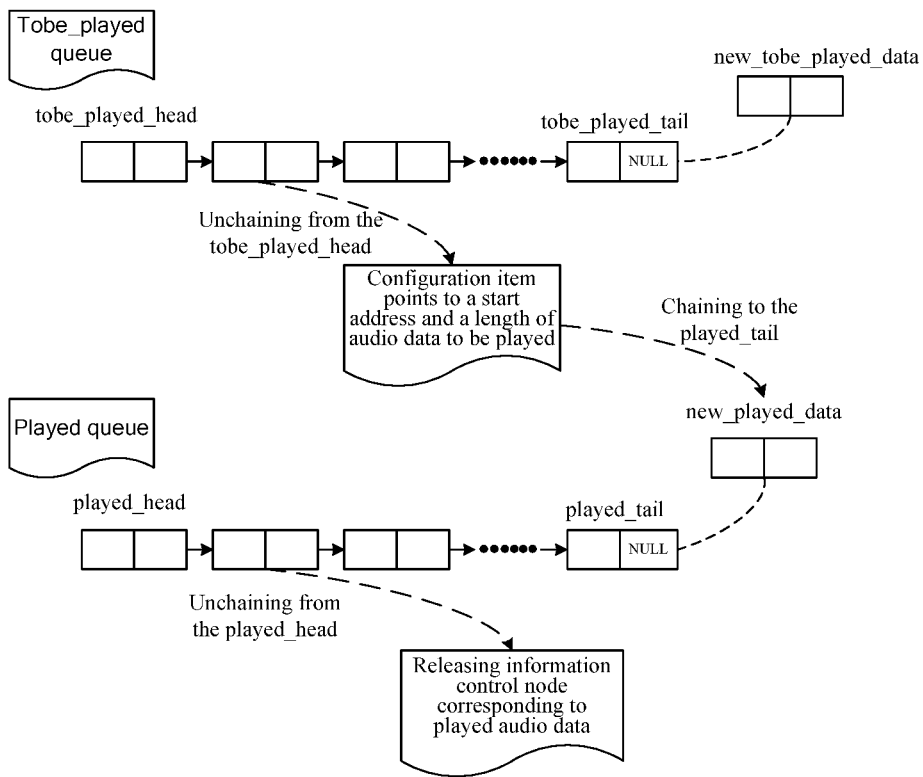 Tobe_played
queue
new_tobe_played_data
tobe_played_head
tobe_played_tail
NULL
Unchaining from the
tobe_played_head
Configuration item
points to a start
address and a length of
audio data to be played
Chaining to the
played_tail
Played queue
new_played_data
played_head
played_tail
NULL
Unchaining from
the played_head
Releasing information
control node
corresponding to
played audio data